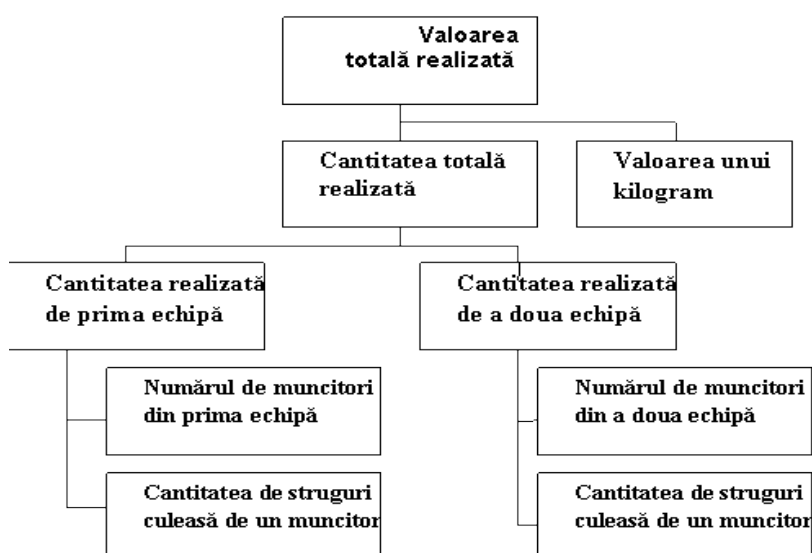 Valoarea
totală realizată
Cantitatea totală
realizată
Valoarea unui
kilogram
Cantitatea realizată
de prima echipă
Cantitatea realizată
de a doua echipă
Numărul de muncitori
din prima echipă
Numărul de muncitori
din a doua echipă
Cantitatea de struguri
culeasă de un muncitor
Cantitatea de struguri
culeasă de un muncitor